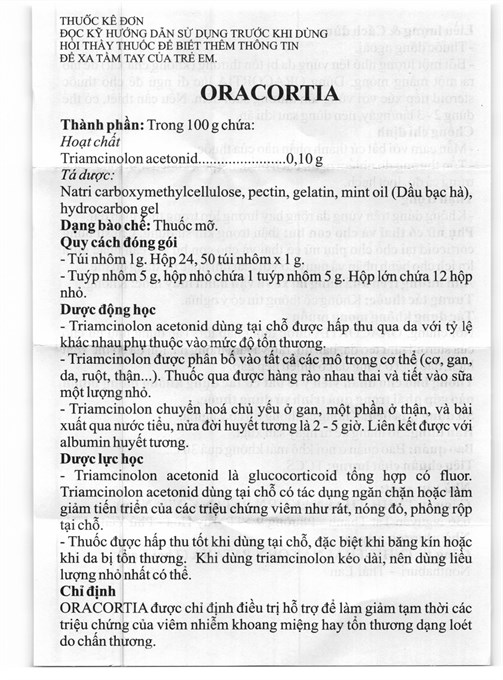 THUỐC KÊ ĐƠN
ĐỌC KỸ HƯỚNG DẪN SỬ DỤNG TRƯỚC KHI DÙNG
HỎI THẦY THUỐC ĐỂ BIẾT THÊM THÔNG TIN
ĐỂ XA TẦM TAY CỦA TRẺ EM.
ORACORTIA
Thành phần: Trong 100 g chứa:
Hoạt chất
Triamcinolon acetonid........................0,10 g
Tá dược:
Natri carboxymethylcellulose, pectin, gelatin, mint oil (Dầu bạc hà),
hydrocarbon gel
Dạng bào chế: Thuốc mỡ.
Quy cách đóng gói
- Túi nhôm 1g. Hộp 24, 50 túi nhôm x 1 g.
- Tuýp nhôm 5 g, hộp nhỏ chứa 1 tuýp nhôm 5 g. Hộp lớn chứa 12 hộp
nhỏ.
Dược động học
- Triamcinolon acetonid dùng tại chỗ được hấp thu qua da với tỷ lệ
khác nhau phụ thuộc vào mức độ tổn thương.
- Triamcinolon được phân bố vào tất cả các mô trong cơ thể (cơ, gan,
da, ruột, thận...). Thuốc qua được hàng rào nhau thai và tiết vào sữa
một lượng nhỏ.
- Triamcinolon chuyển hoá chủ yếu ở gan, một phần ở thận, và bài
xuất qua nước tiểu, nửa đời huyết tương là 2 - 5 giờ. Liên kết được với
albumin huyết tương.
Dược lực học
- Triamcinolon acetonid là glucocorticoid tổng hợp có fluor.
Triamcinolon acetonid dùng tại chỗ có tác dụng ngăn chặn hoặc làm
giảm tiến triển của các triệu chứng viêm như rát, nóng đỏ, phồng rộp
tại chỗ.
- Thuốc được hấp thu tốt khi dùng tại chỗ, đặc biệt khi băng kín hoặc
khi da bị tổn thương. Khi dùng triamcinolon kéo dài, nên dùng liều
lượng nhỏ nhất có thể.
Chỉ định
ORACORTIA được chỉ định điều trị hỗ trợ để làm giảm tạm thời các
triệu chứng của viêm nhiễm khoang miệng hay tổn thương dạng loét
do chấn thương.